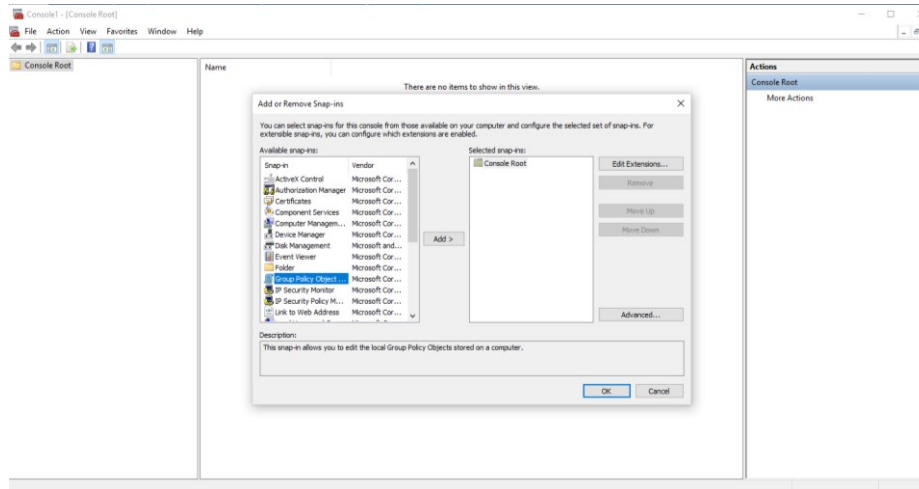 Console1 - [Console Root]
File Action View Favorites Window Help
Console Root
Name
There are no items to show in this view.
Actions
Console Root
More Actions
Add or Remove Snap-ins
You can select snap-ins for this console from those available on your computer and configure the selected set of snap-ins. For
extensible snap-ins, you can configure which extensions are enabled.
Available snap-ins:
Snap-in Vendor
ActiveX Control Microsoft Cor...
Authorization Manager Microsoft Cor...
Certificates Microsoft Cor...
Component Services Microsoft Cor...
Computer Managem... Microsoft Cor...
Device Manager Microsoft Cor...
Disk Management Microsoft and...
Event Viewer Microsoft Cor...
Folder Microsoft Cor...
Group Policy Object ... Microsoft Cor...
IP Security Monitor Microsoft Cor...
IP Security Policy M... Microsoft Cor...
Link to Web Address Microsoft Cor...
Add >
Selected snap-ins:
Console Root
Edit Extensions...
Remove
Move Up
Move Down
Advanced...
Description:
This snap-in allows you to edit the local Group Policy Objects stored on a computer.
OK Cancel